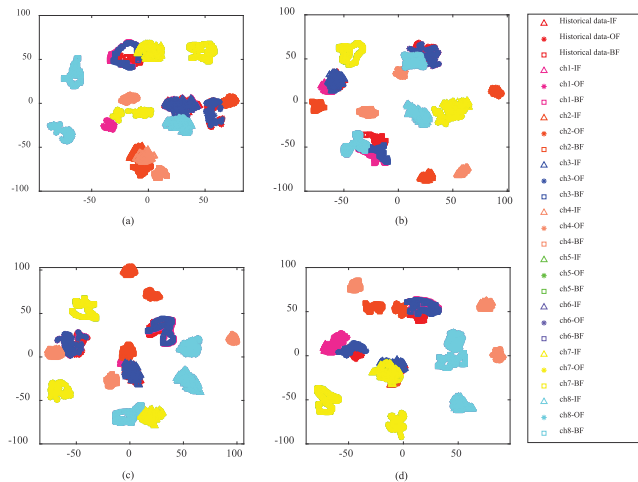 100
50
0
-50
-100
-50
0
50
(a)
100
50
0
-50
-100
-50
0
50
100
(b)
100
50
0
-50
-100
-50
0
50
100
(c)
100
50
0
-50
-100
-50
0
50
100
(d)
Historical data-IF
Historical data-OF
Historical data-BF
ch1-IF
ch1-OF
ch1-BF
ch2-IF
ch2-OF
ch2-BF
ch3-IF
ch3-OF
ch3-BF
ch4-IF
ch4-OF
ch4-BF
ch5-IF
ch5-OF
ch5-BF
ch6-IF
ch6-OF
ch6-BF
ch7-IF
ch7-OF
ch7-BF
ch8-IF
ch8-OF
ch8-BF